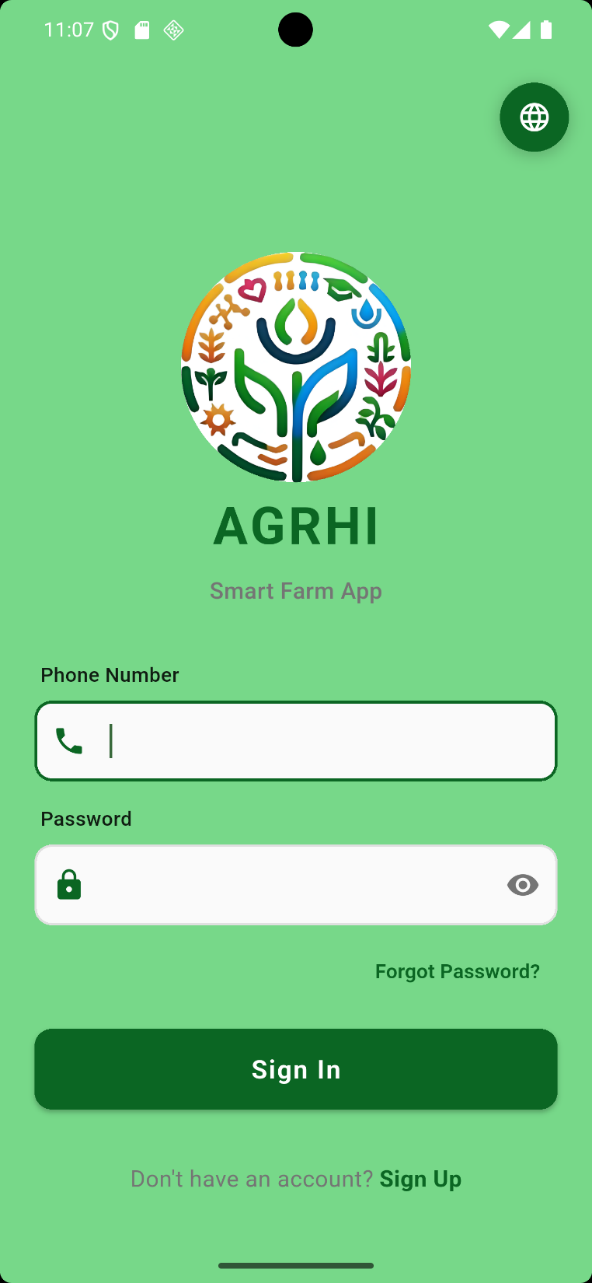 11:07
AGRHI
Smart Farm App
Phone Number
Password
Forgot Password?
Sign In
Don't have an account? Sign Up